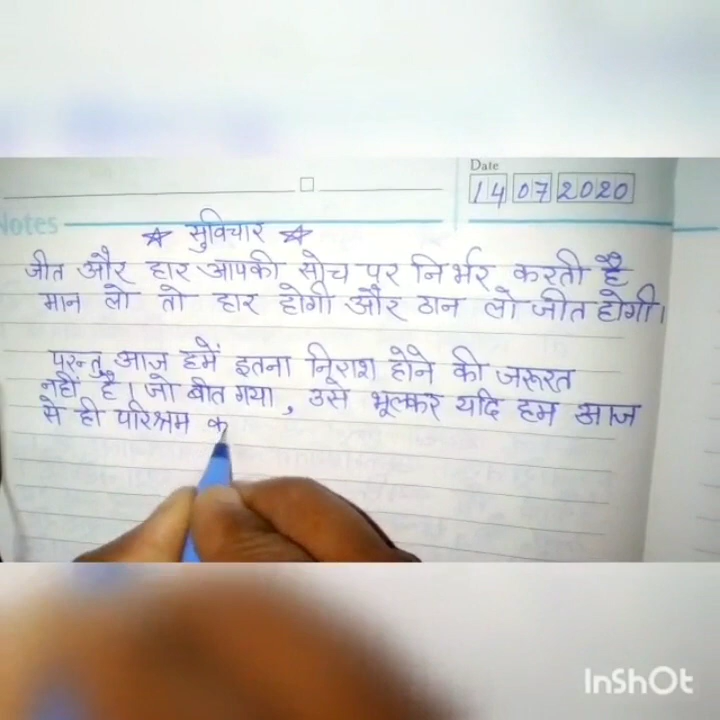 Date
14 07 2020
Notes
☆ सुविचार ☆
जीत और हार आपकी सोच पर निर्भर करती है
मान लो तो हार होगी और ठान लो जीत होगी।
परन्तु आज हमें इतना निराश होने की जरूरत
नहीं है। जो बीत गया, उसे भूलकर यदि हम आज
से ही परिश्रम क
InShOt